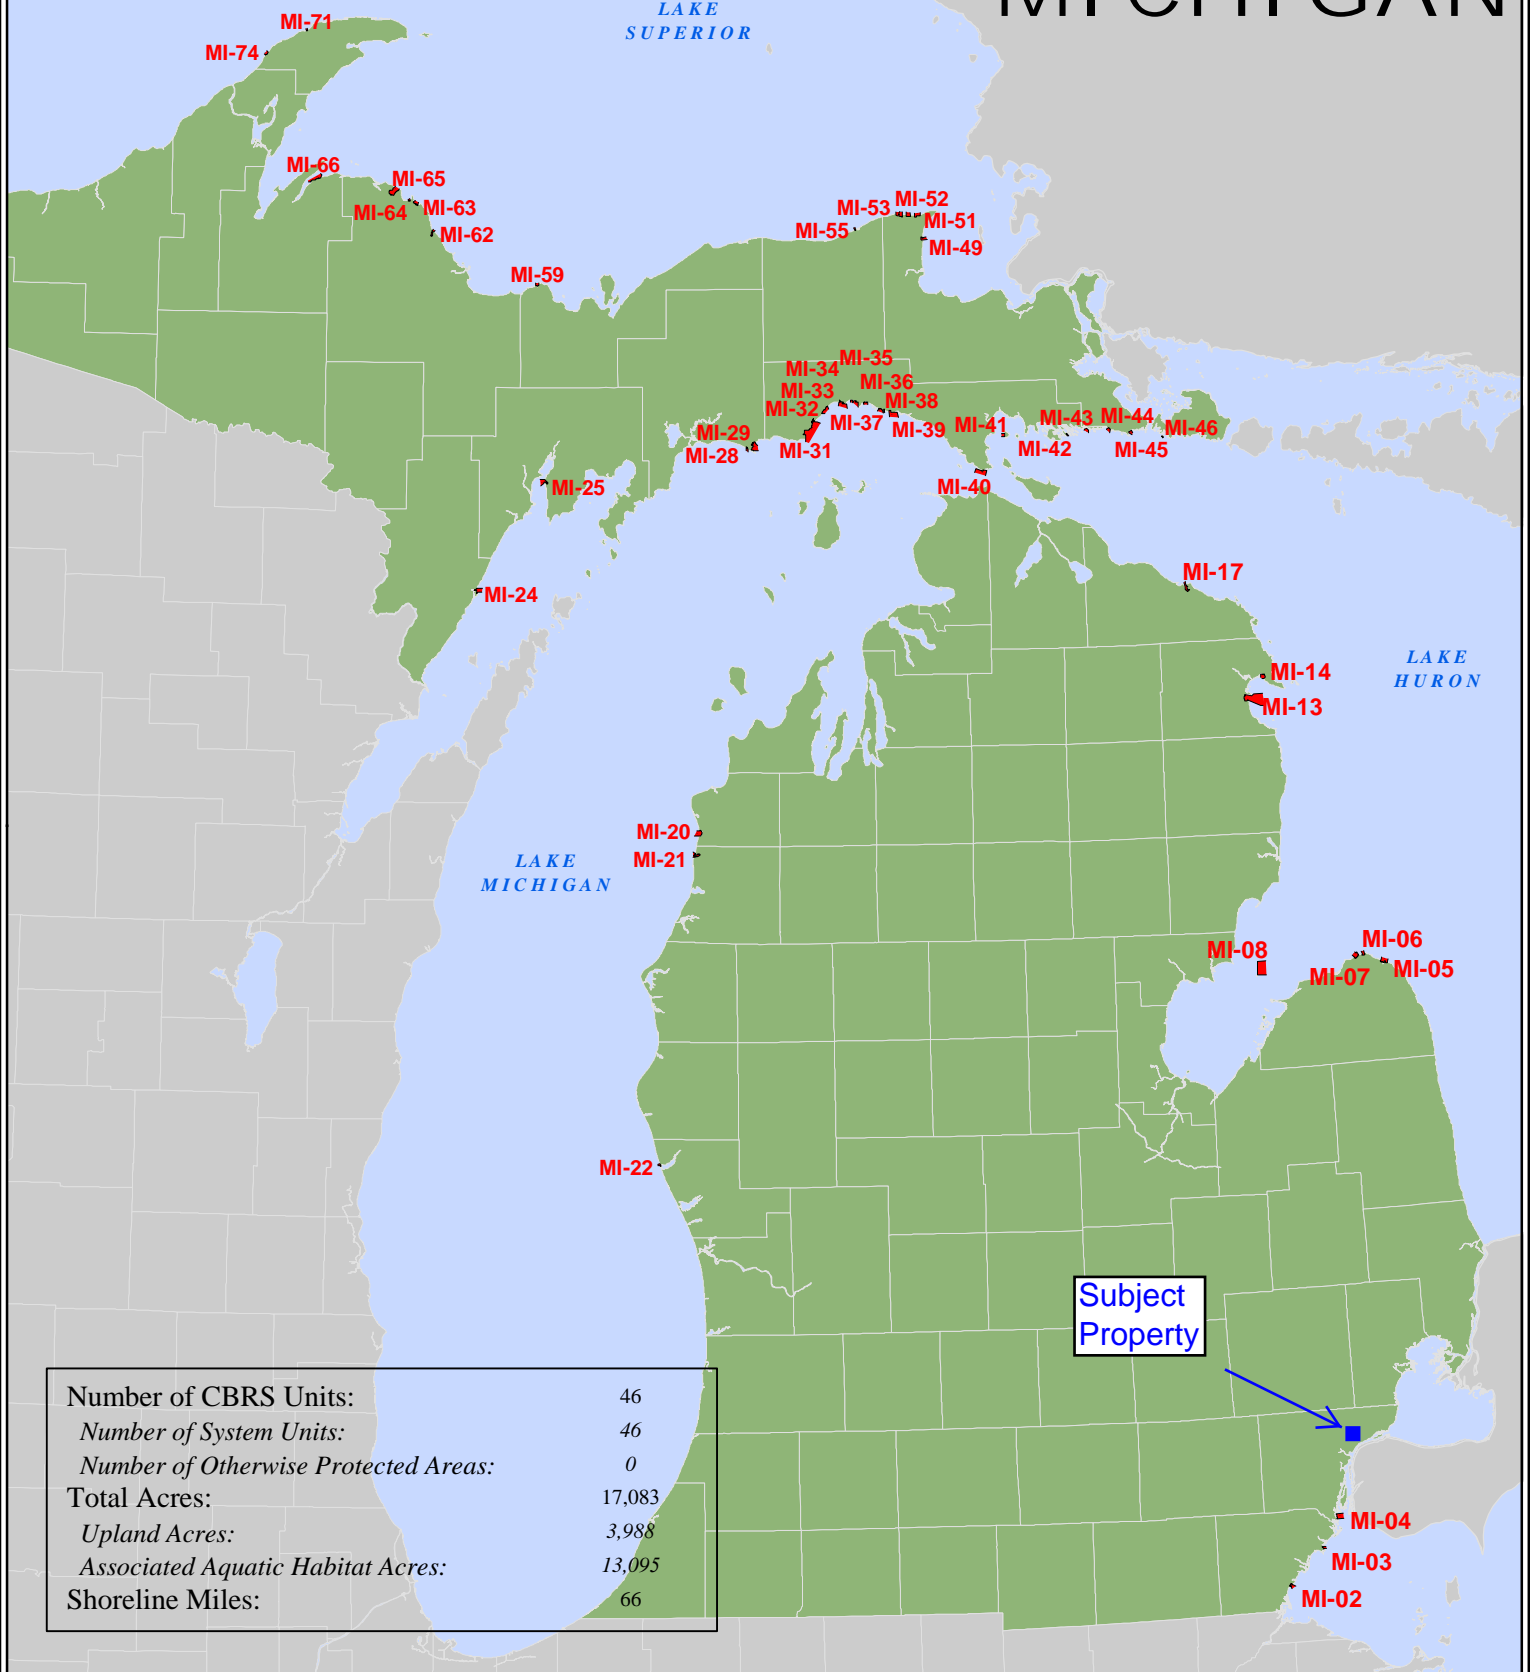 MICHIGAN
LAKE
SUPERIOR
MI-71
MI-74
MI-66
MI-65
MI-64
MI-63
MI-62
MI-59
MI-53
MI-52
MI-55
MI-51
MI-49
MI-35
MI-34
MI-33
MI-36
MI-32
MI-38
MI-37
MI-39
MI-29
MI-28
MI-31
MI-41
MI-43
MI-44
MI-46
MI-42
MI-45
MI-40
MI-25
MI-24
MI-17
LAKE
HURON
MI-14
MI-13
MI-20
MI-21
LAKE
MICHIGAN
MI-08
MI-06
MI-07
MI-05
MI-22
Subject
Property
Number of CBRS Units: 46
Number of System Units: 46
Number of Otherwise Protected Areas: 0
Total Acres: 17,083
Upland Acres: 3,988
Associated Aquatic Habitat Acres: 13,095
Shoreline Miles: 66
MI-04
MI-03
MI-02